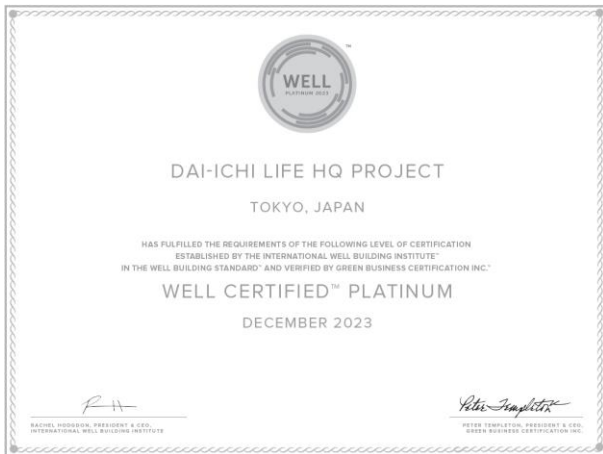 ™
WELL
PLATINUM 2023
DAI-ICHI LIFE HQ PROJECT
TOKYO, JAPAN
HAS FULFILLED THE REQUIREMENTS OF THE FOLLOWING LEVEL OF CERTIFICATION
ESTABLISHED BY THE INTERNATIONAL WELL BUILDING INSTITUTE™
IN THE WELL BUILDING STANDARD™ AND VERIFIED BY GREEN BUSINESS CERTIFICATION INC.™
WELL CERTIFIED™ PLATINUM
DECEMBER 2023
Peter Templeton
RACHEL HODGDON, PRESIDENT & CEO,
INTERNATIONAL WELL BUILDING INSTITUTE
PETER TEMPLETON, PRESIDENT & CEO,
GREEN BUSINESS CERTIFICATION INC.